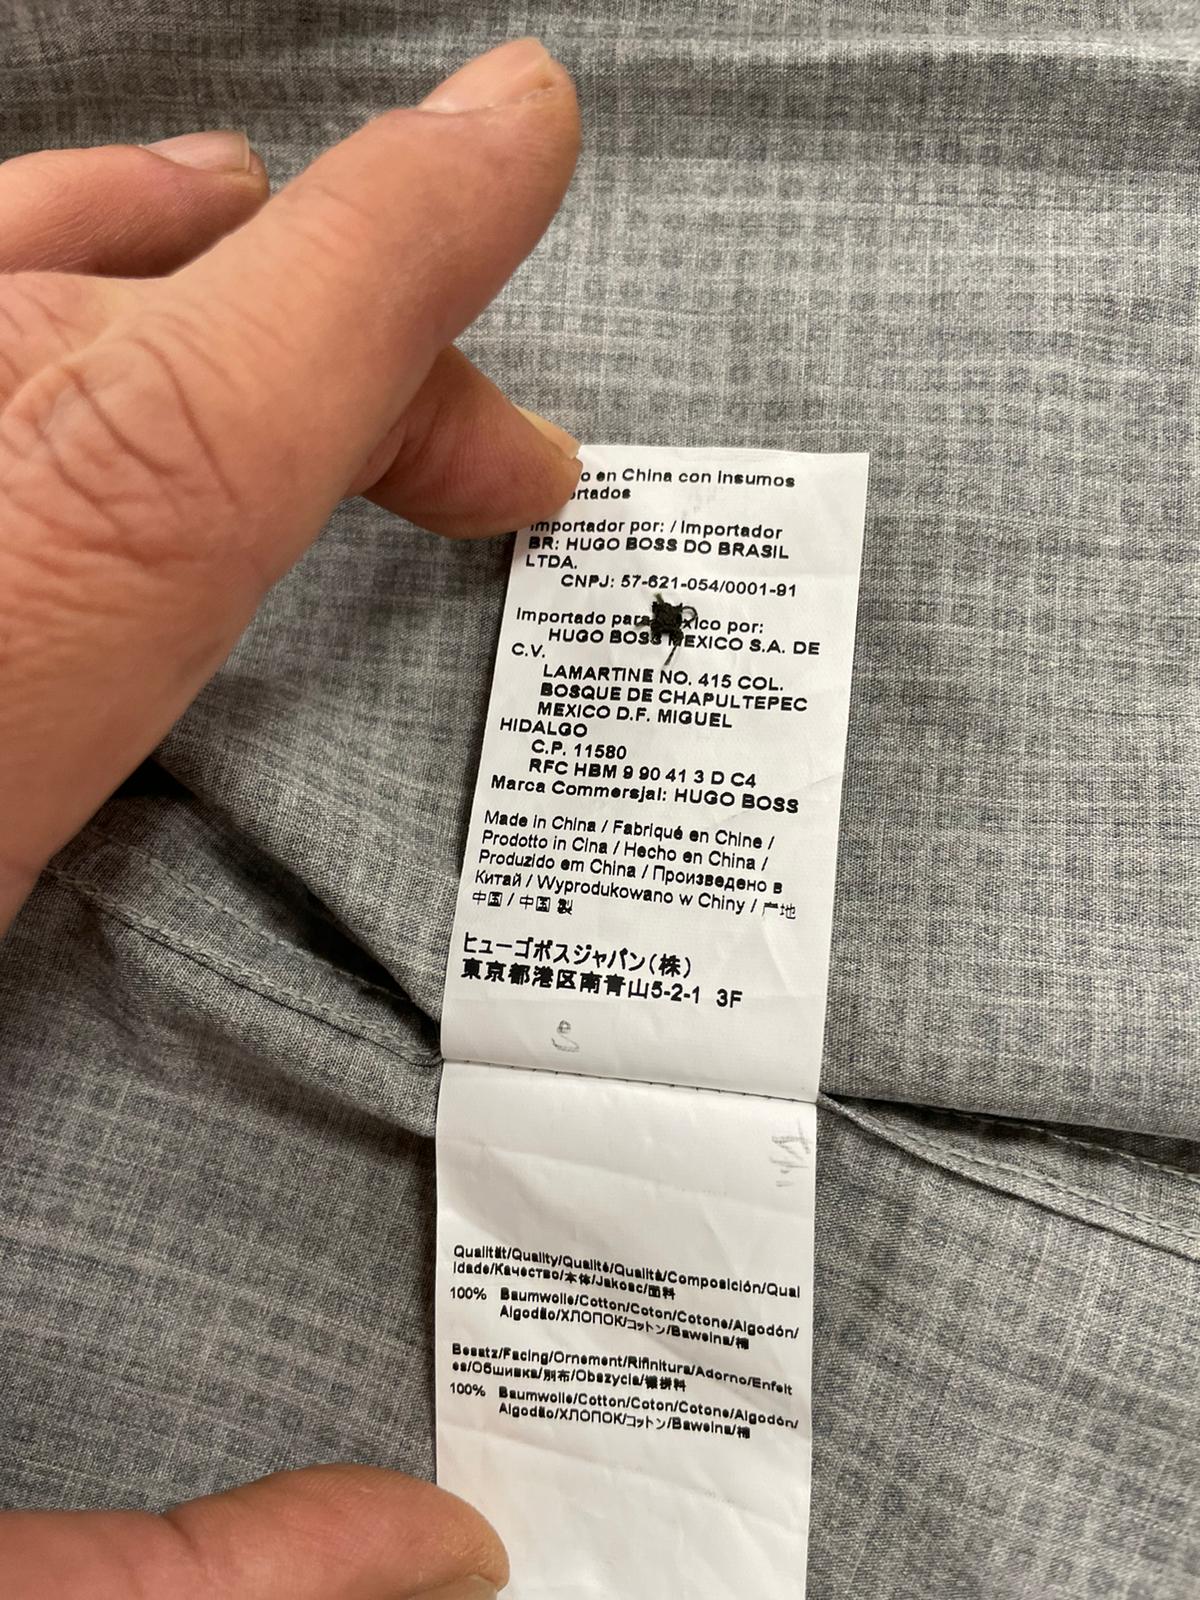 o en China con Insumos
ortados
Importador por: / Importador
BR: HUGO BOSS DO BRASIL
LTDA.
CNPJ: 57-621-054/0001-91
Importado para xico por:
HUGO BOSS MEXICO S.A. DE
C.V.
LAMARTINE NO. 415 COL.
BOSQUE DE CHAPULTEPEC
MEXICO D.F. MIGUEL
HIDALGO
C.P. 11580
RFC HBM 9 90 41 3 D C4
Marca Commersjal: HUGO BOSS
Made in China / Fabriqué en Chine /
Prodotto in Cina / Hecho en China /
Produzido em China / Произведено в
Китай / Wyprodukowano w Chiny / 产地
中国 / 中国 製
ヒューゴボスジャパン(株)
東京都港区南青山5-2-1 3F
Qualität/Quality/Qualité/Qualità/Composición/Qual
idade/Качество/本体/Jakosc/面料
100% Baumwolle/Cotton/Coton/Cotone/Algodón/
Algodão/ХЛОПОК/コットン/Bawelna/棉
Besatz/Facing/Ornement/Rifinitura/Adorno/Enfeit
es/Обшивка/別布/Obszycie/镶拼料
100% Baumwolle/Cotton/Coton/Cotone/Algodón/
Algodão/ХЛОПОК/コットン/Bawelna/棉